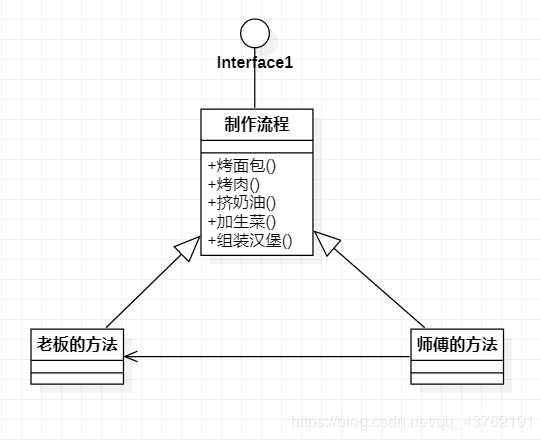 Interface1
制作流程
+烤面包()
+烤肉()
+挤奶油()
+加生菜()
+组装汉堡()
老板的方法
师傅的方法
https://blog.csdn.net/qq_43762191